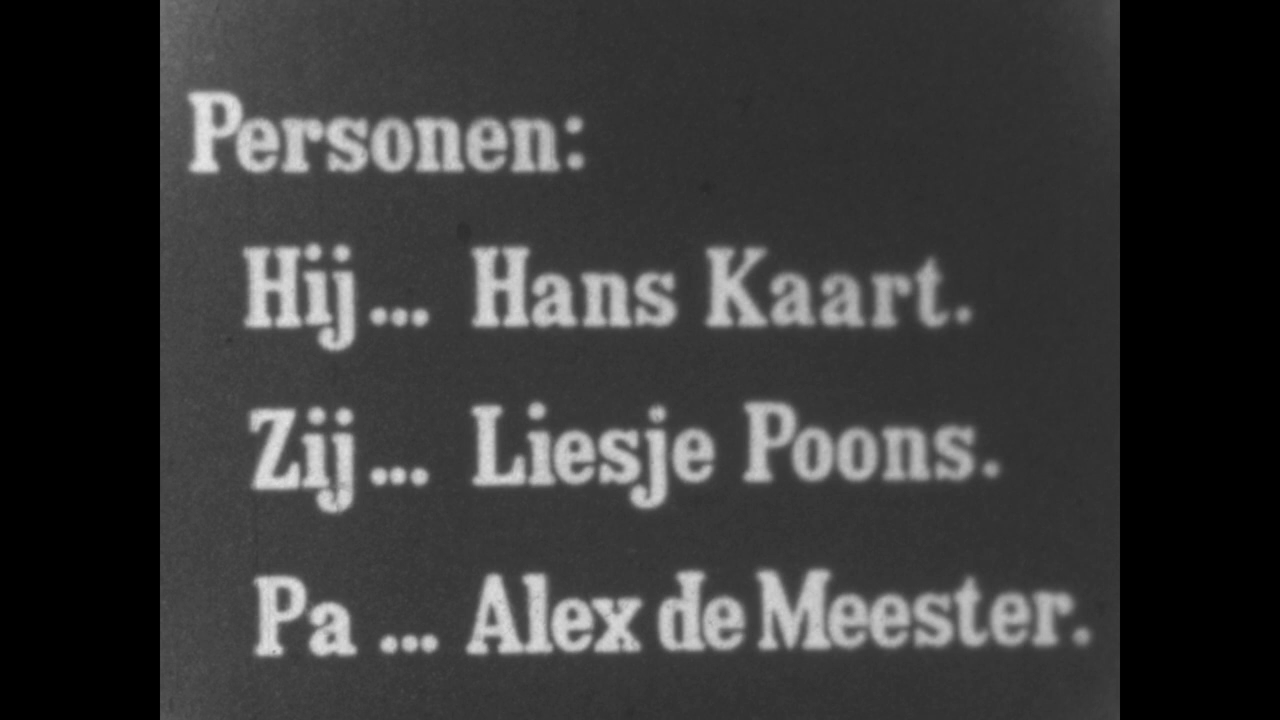 Personen:
Hij... Hans Kaart.
Zij... Liesje Poons.
Pa ... Alex de Meester.